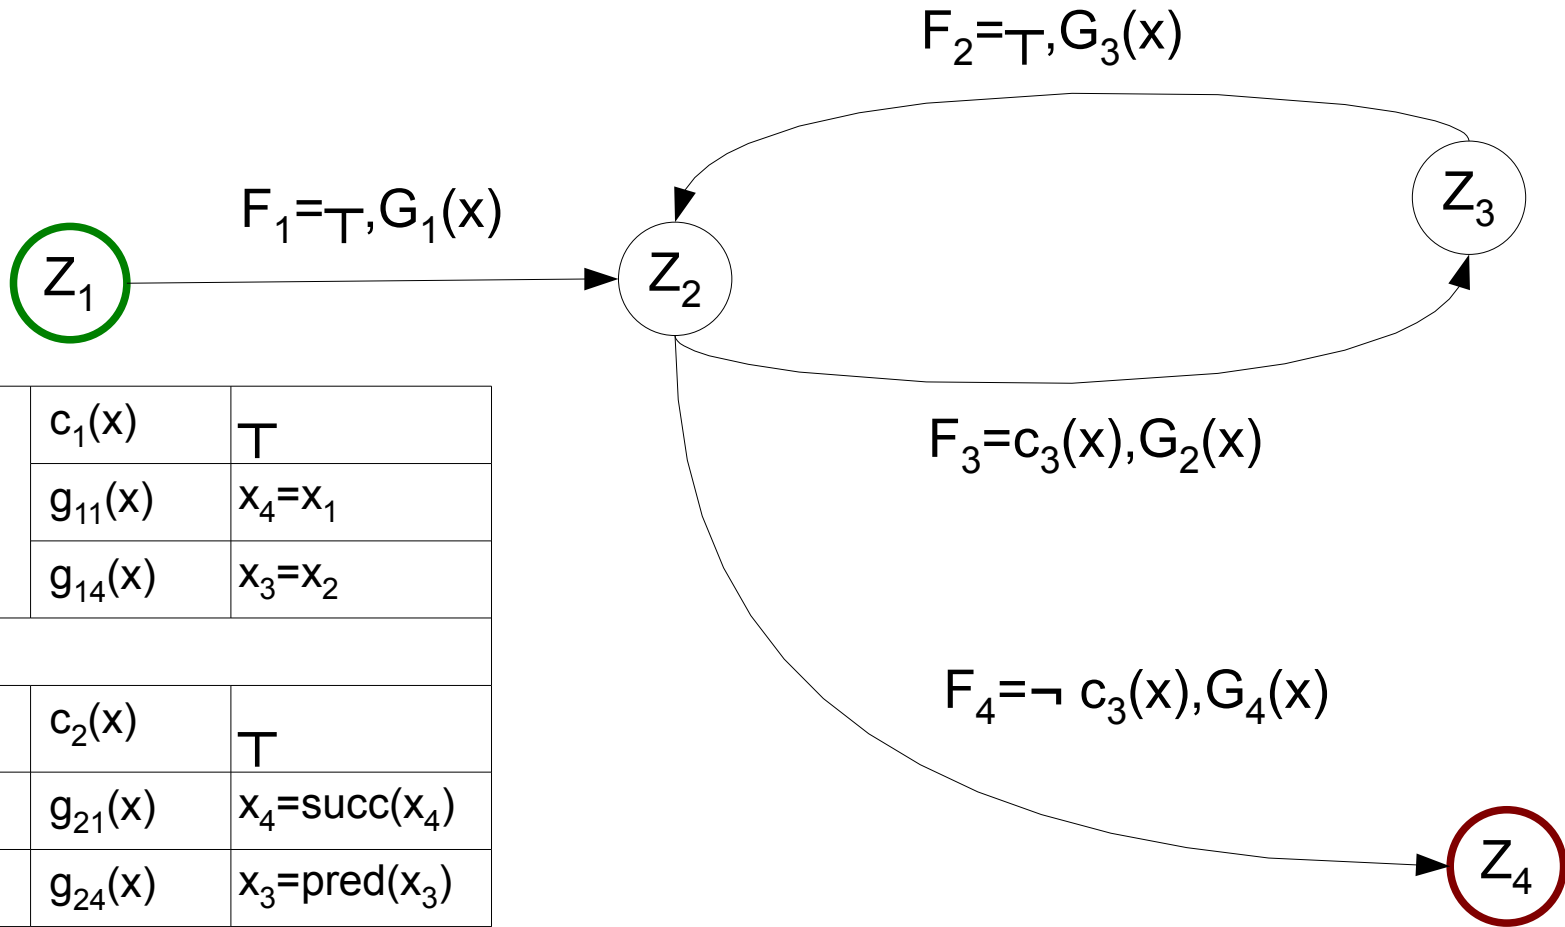 F₂=⊤,G₃(x)
Z₃
F₁=⊤,G₁(x)
Z₁
Z₂
c₁(x) ⊤
F₃=c₃(x),G₂(x)
g₁₁(x) x₄=x₁
g₁₄(x) x₃=x₂
F₄=¬ c₃(x),G₄(x)
c₂(x) ⊤
g₂₁(x) x₄=succ(x₄)
g₂₄(x) x₃=pred(x₃)
Z₄